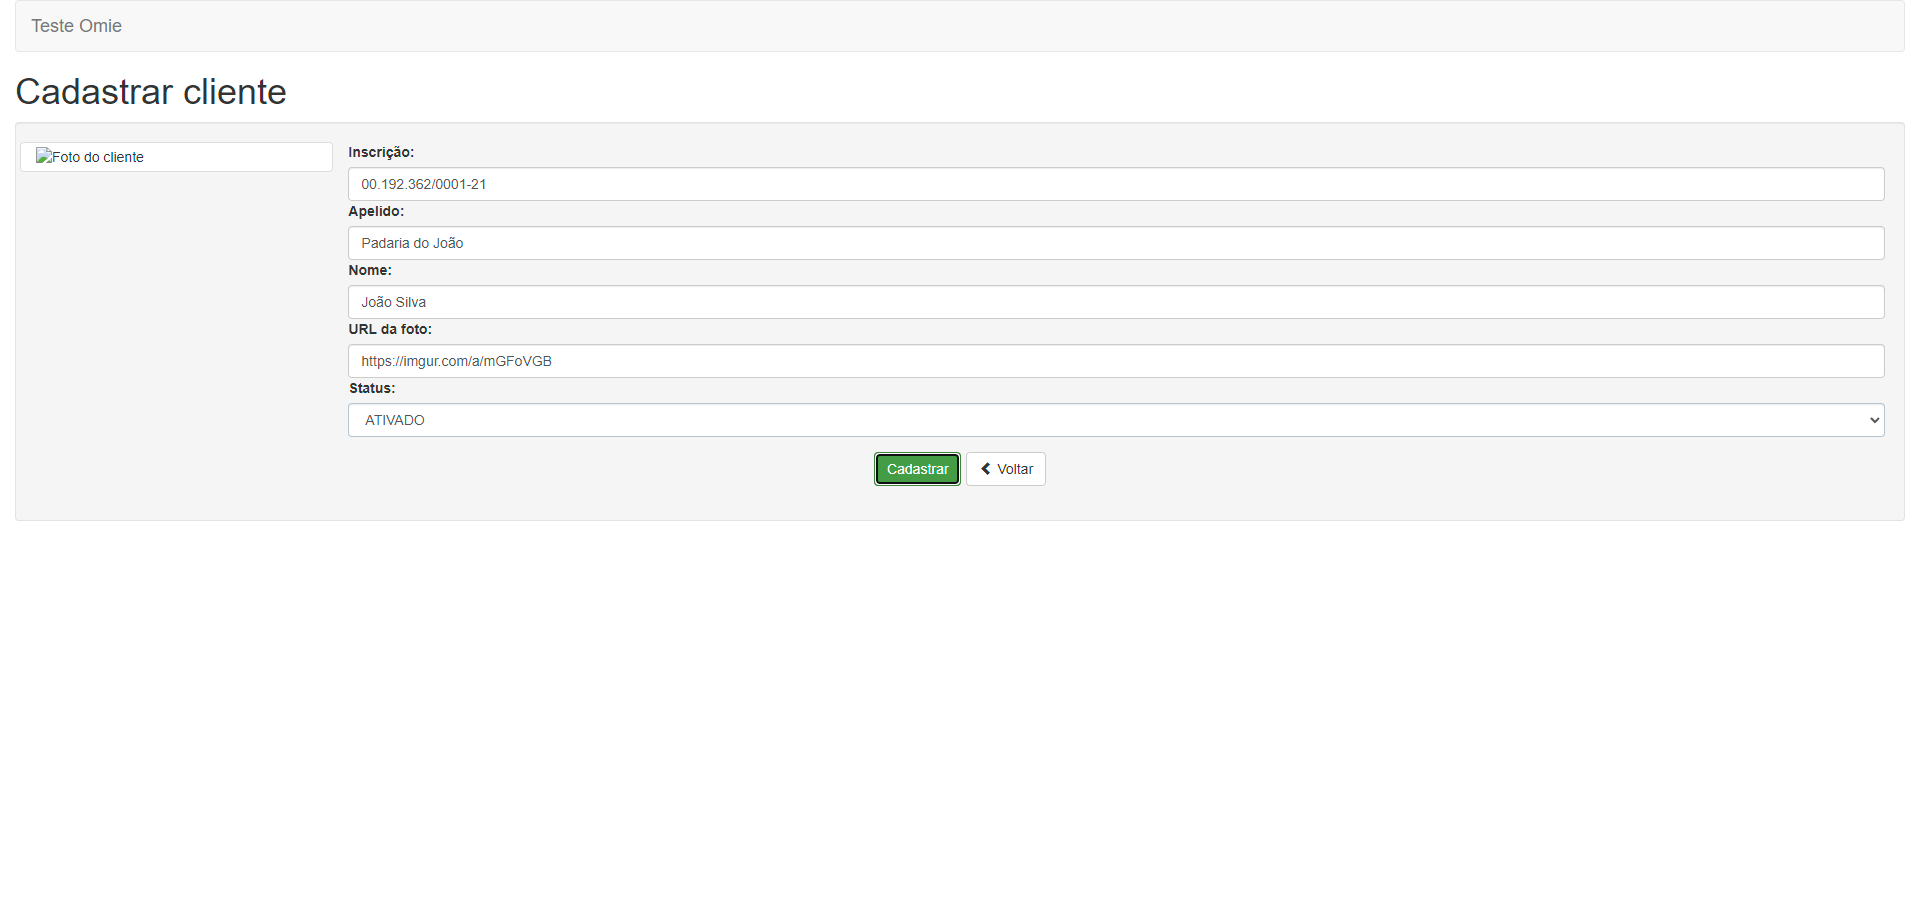 Teste Omie
Cadastrar cliente
Foto do cliente
Inscrição:
00.192.362/0001-21
Apelido:
Padaria do João
Nome:
João Silva
URL da foto:
https://imgur.com/a/mGFoVGB
Status:
ATIVADO
Cadastrar
Voltar